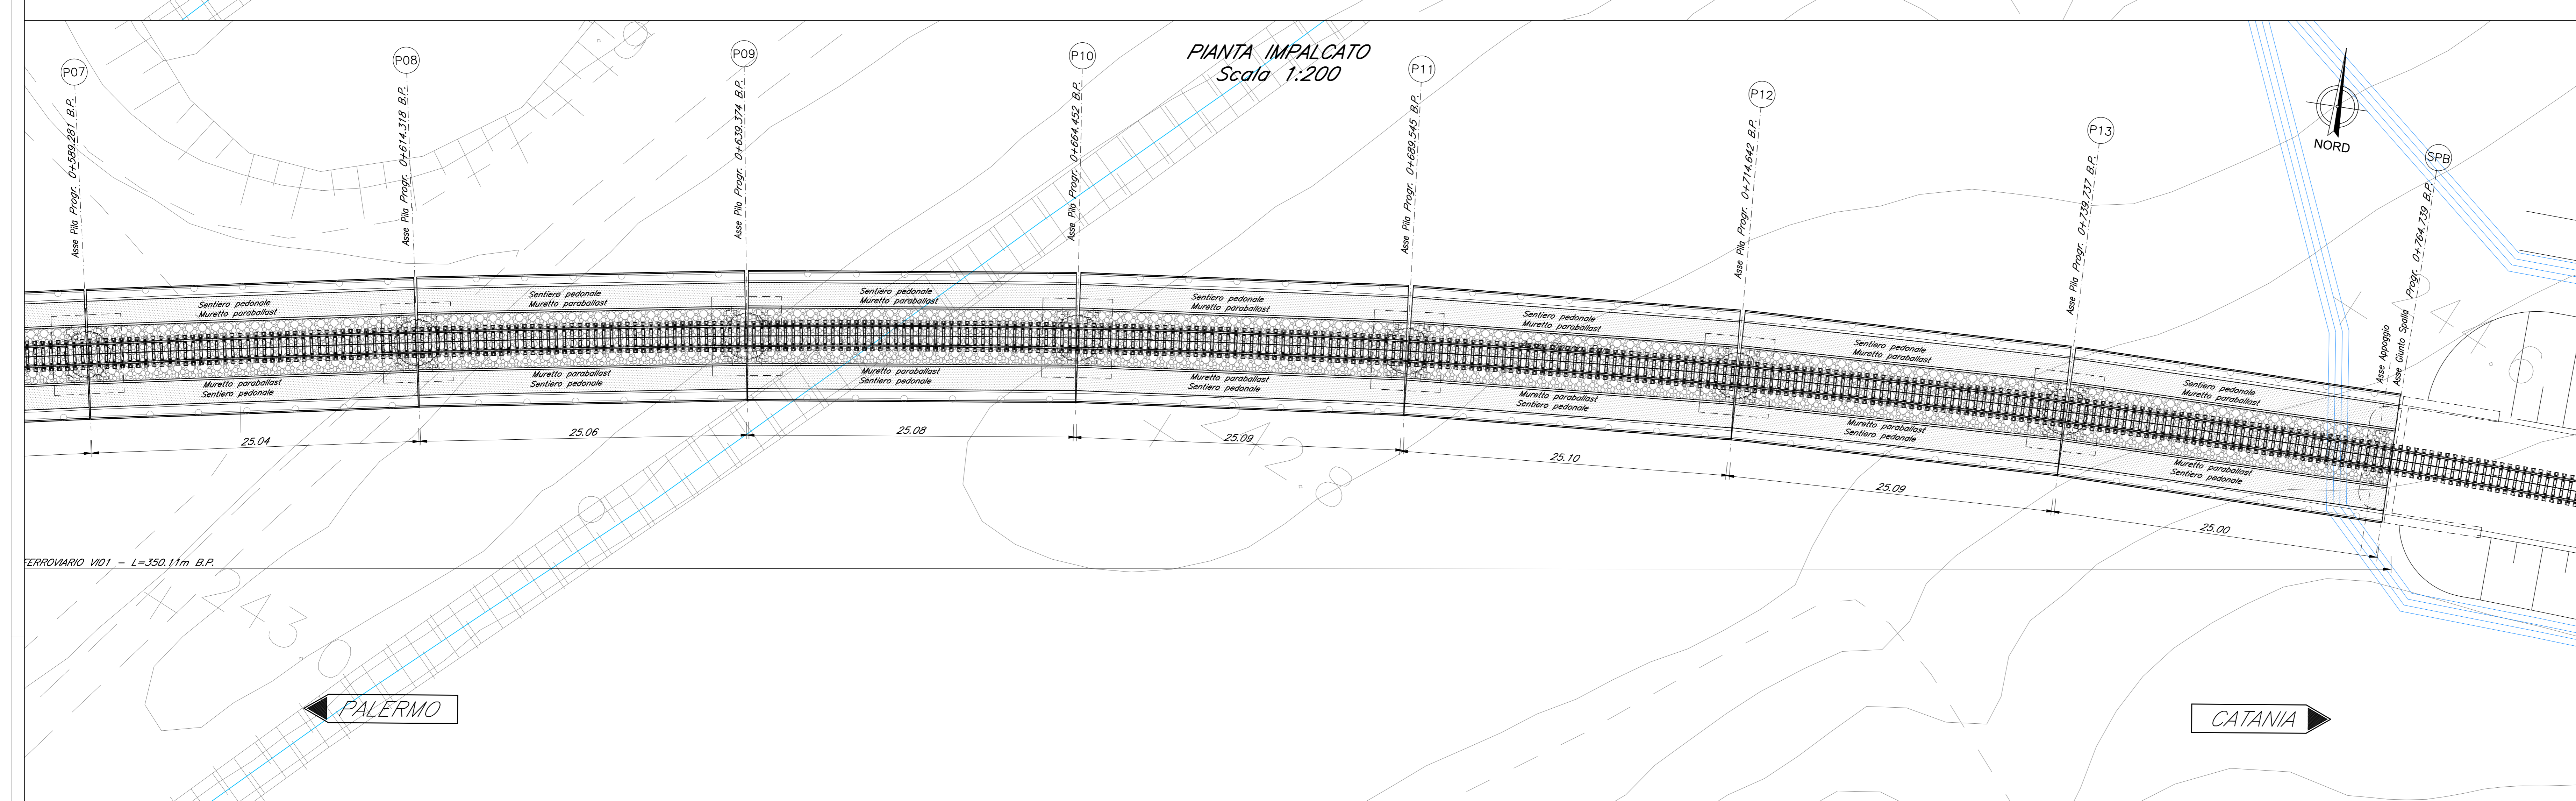 PIANTA IMPALCATO
Scala 1:200
P07
P08
P09
P10
P11
P12
P13
SPB
NORD
Asse Pila Progr. 0+589.281 B.P.
Asse Pila Progr. 0+614.318 B.P.
Asse Pila Progr. 0+639.374 B.P.
Asse Pila Progr. 0+664.452 B.P.
Asse Pila Progr. 0+689.545 B.P.
Asse Pila Progr. 0+714.642 B.P.
Asse Pila Progr. 0+739.737 B.P.
Asse Appoggio
Asse Giunto Spalla Progr. 0+764.739 B.P.
Sentiero pedonale
Muretto paraballast
Sentiero pedonale
Muretto paraballast
Sentiero pedonale
Muretto paraballast
Sentiero pedonale
Muretto paraballast
Sentiero pedonale
Muretto paraballast
Sentiero pedonale
Muretto paraballast
Sentiero pedonale
Muretto paraballast
Muretto paraballast
Sentiero pedonale
Muretto paraballast
Sentiero pedonale
Muretto paraballast
Sentiero pedonale
Muretto paraballast
Sentiero pedonale
Muretto paraballast
Sentiero pedonale
Muretto paraballast
Sentiero pedonale
Muretto paraballast
Sentiero pedonale
25.04
25.06
25.08
25.09
25.10
25.09
25.00
X 242.8
X 243.0
FERROVIARIO VI01 - L=350.11m B.P.
PALERMO
CATANIA